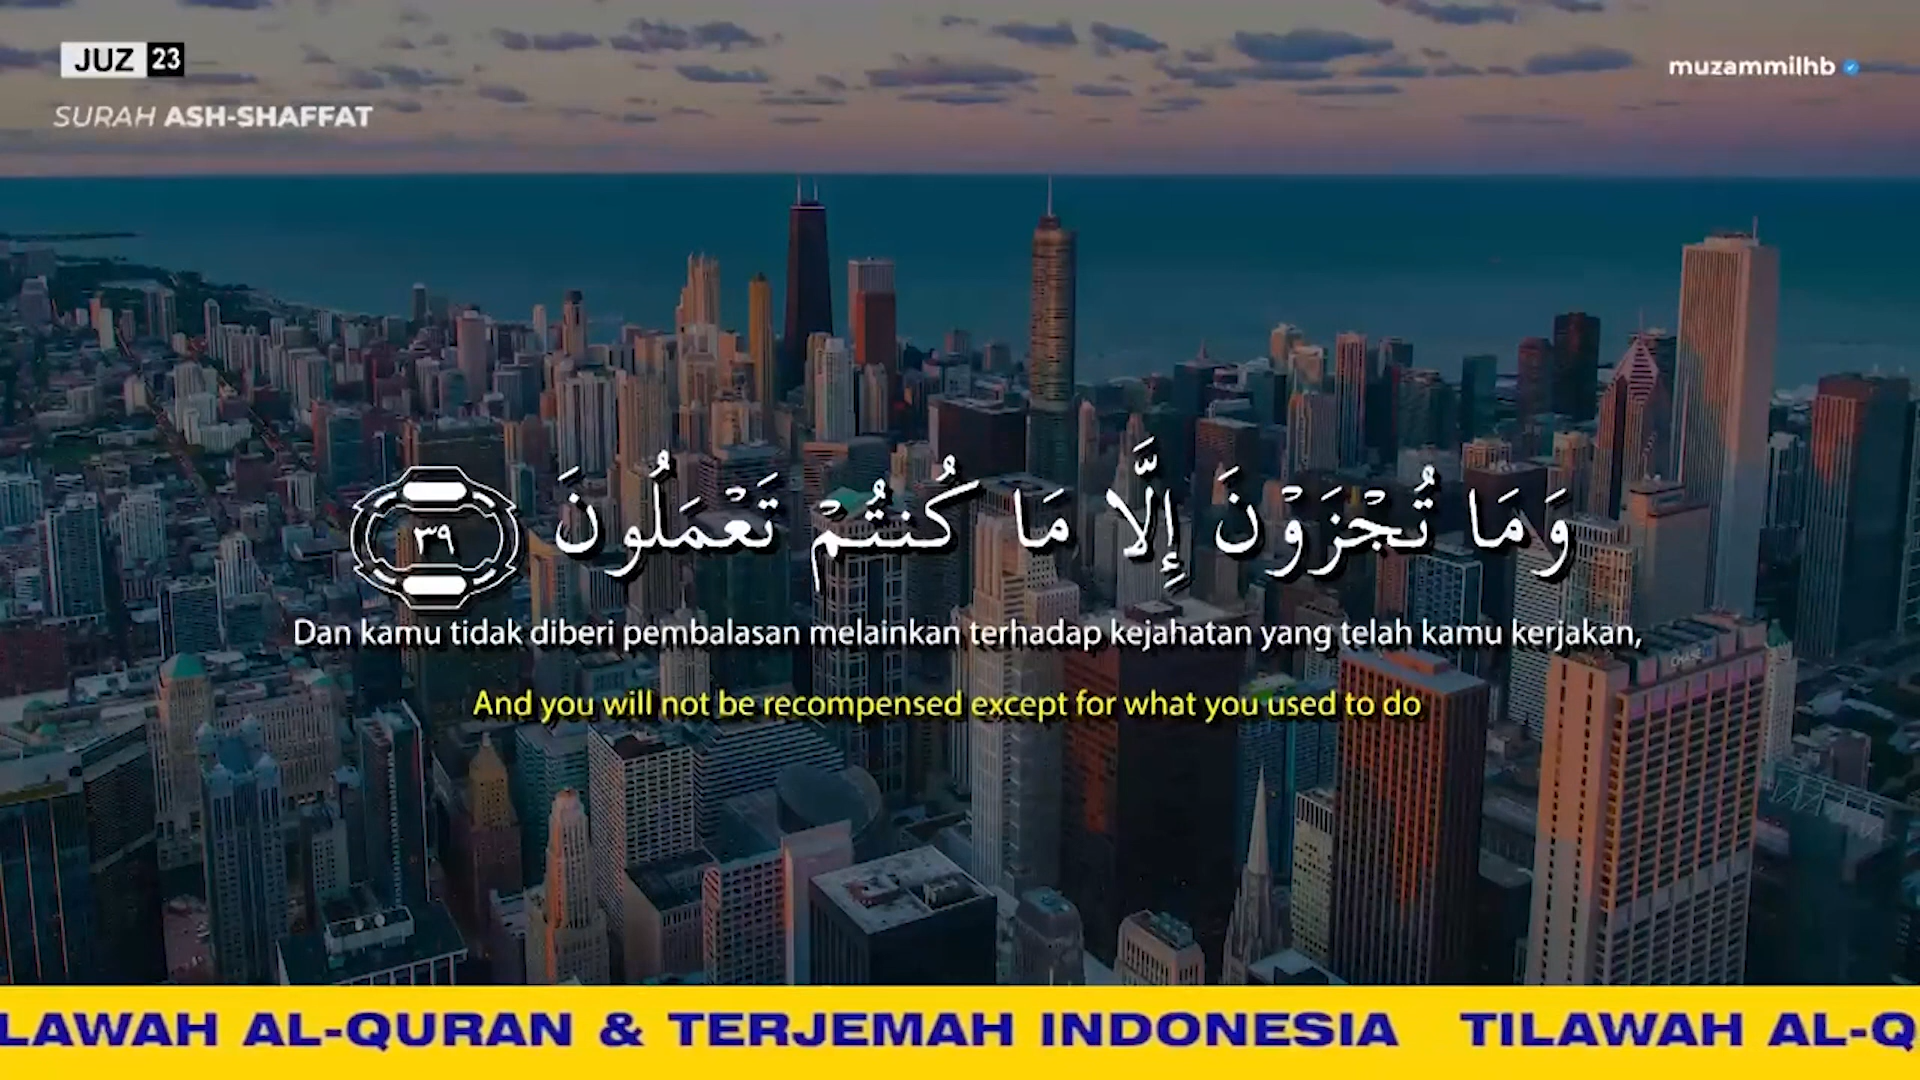 JUZ 23
muzammilhb
SURAH ASH-SHAFFAT
وَمَا تُجْزَوْنَ إِلَّا مَا كُنتُمْ تَعْمَلُونَ ٣٩
Dan kamu tidak diberi pembalasan melainkan terhadap kejahatan yang telah kamu kerjakan,
And you will not be recompensed except for what you used to do
CHASE
LAWAH AL-QURAN & TERJEMAH INDONESIA TILAWAH AL-Q